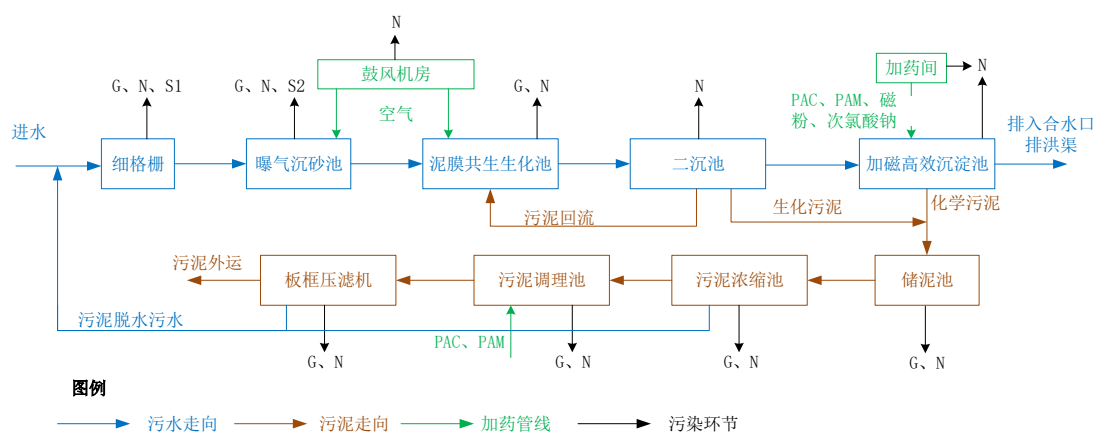 N
鼓风机房
加药间
N
N
G、N、S1
G、N、S2
G、N
N
空气
PAC、PAM、磁
粉、次氯酸钠
进水
排入合水口
排洪渠
细格栅
曝气沉砂池
泥膜共生生化池
二沉池
加磁高效沉淀池
污泥回流
生化污泥
化学污泥
污泥外运
板框压滤机
污泥调理池
污泥浓缩池
储泥池
污泥脱水污水
PAC、PAM
G、N
G、N
G、N
G、N
图例
污水走向
污泥走向
加药管线
污染环节